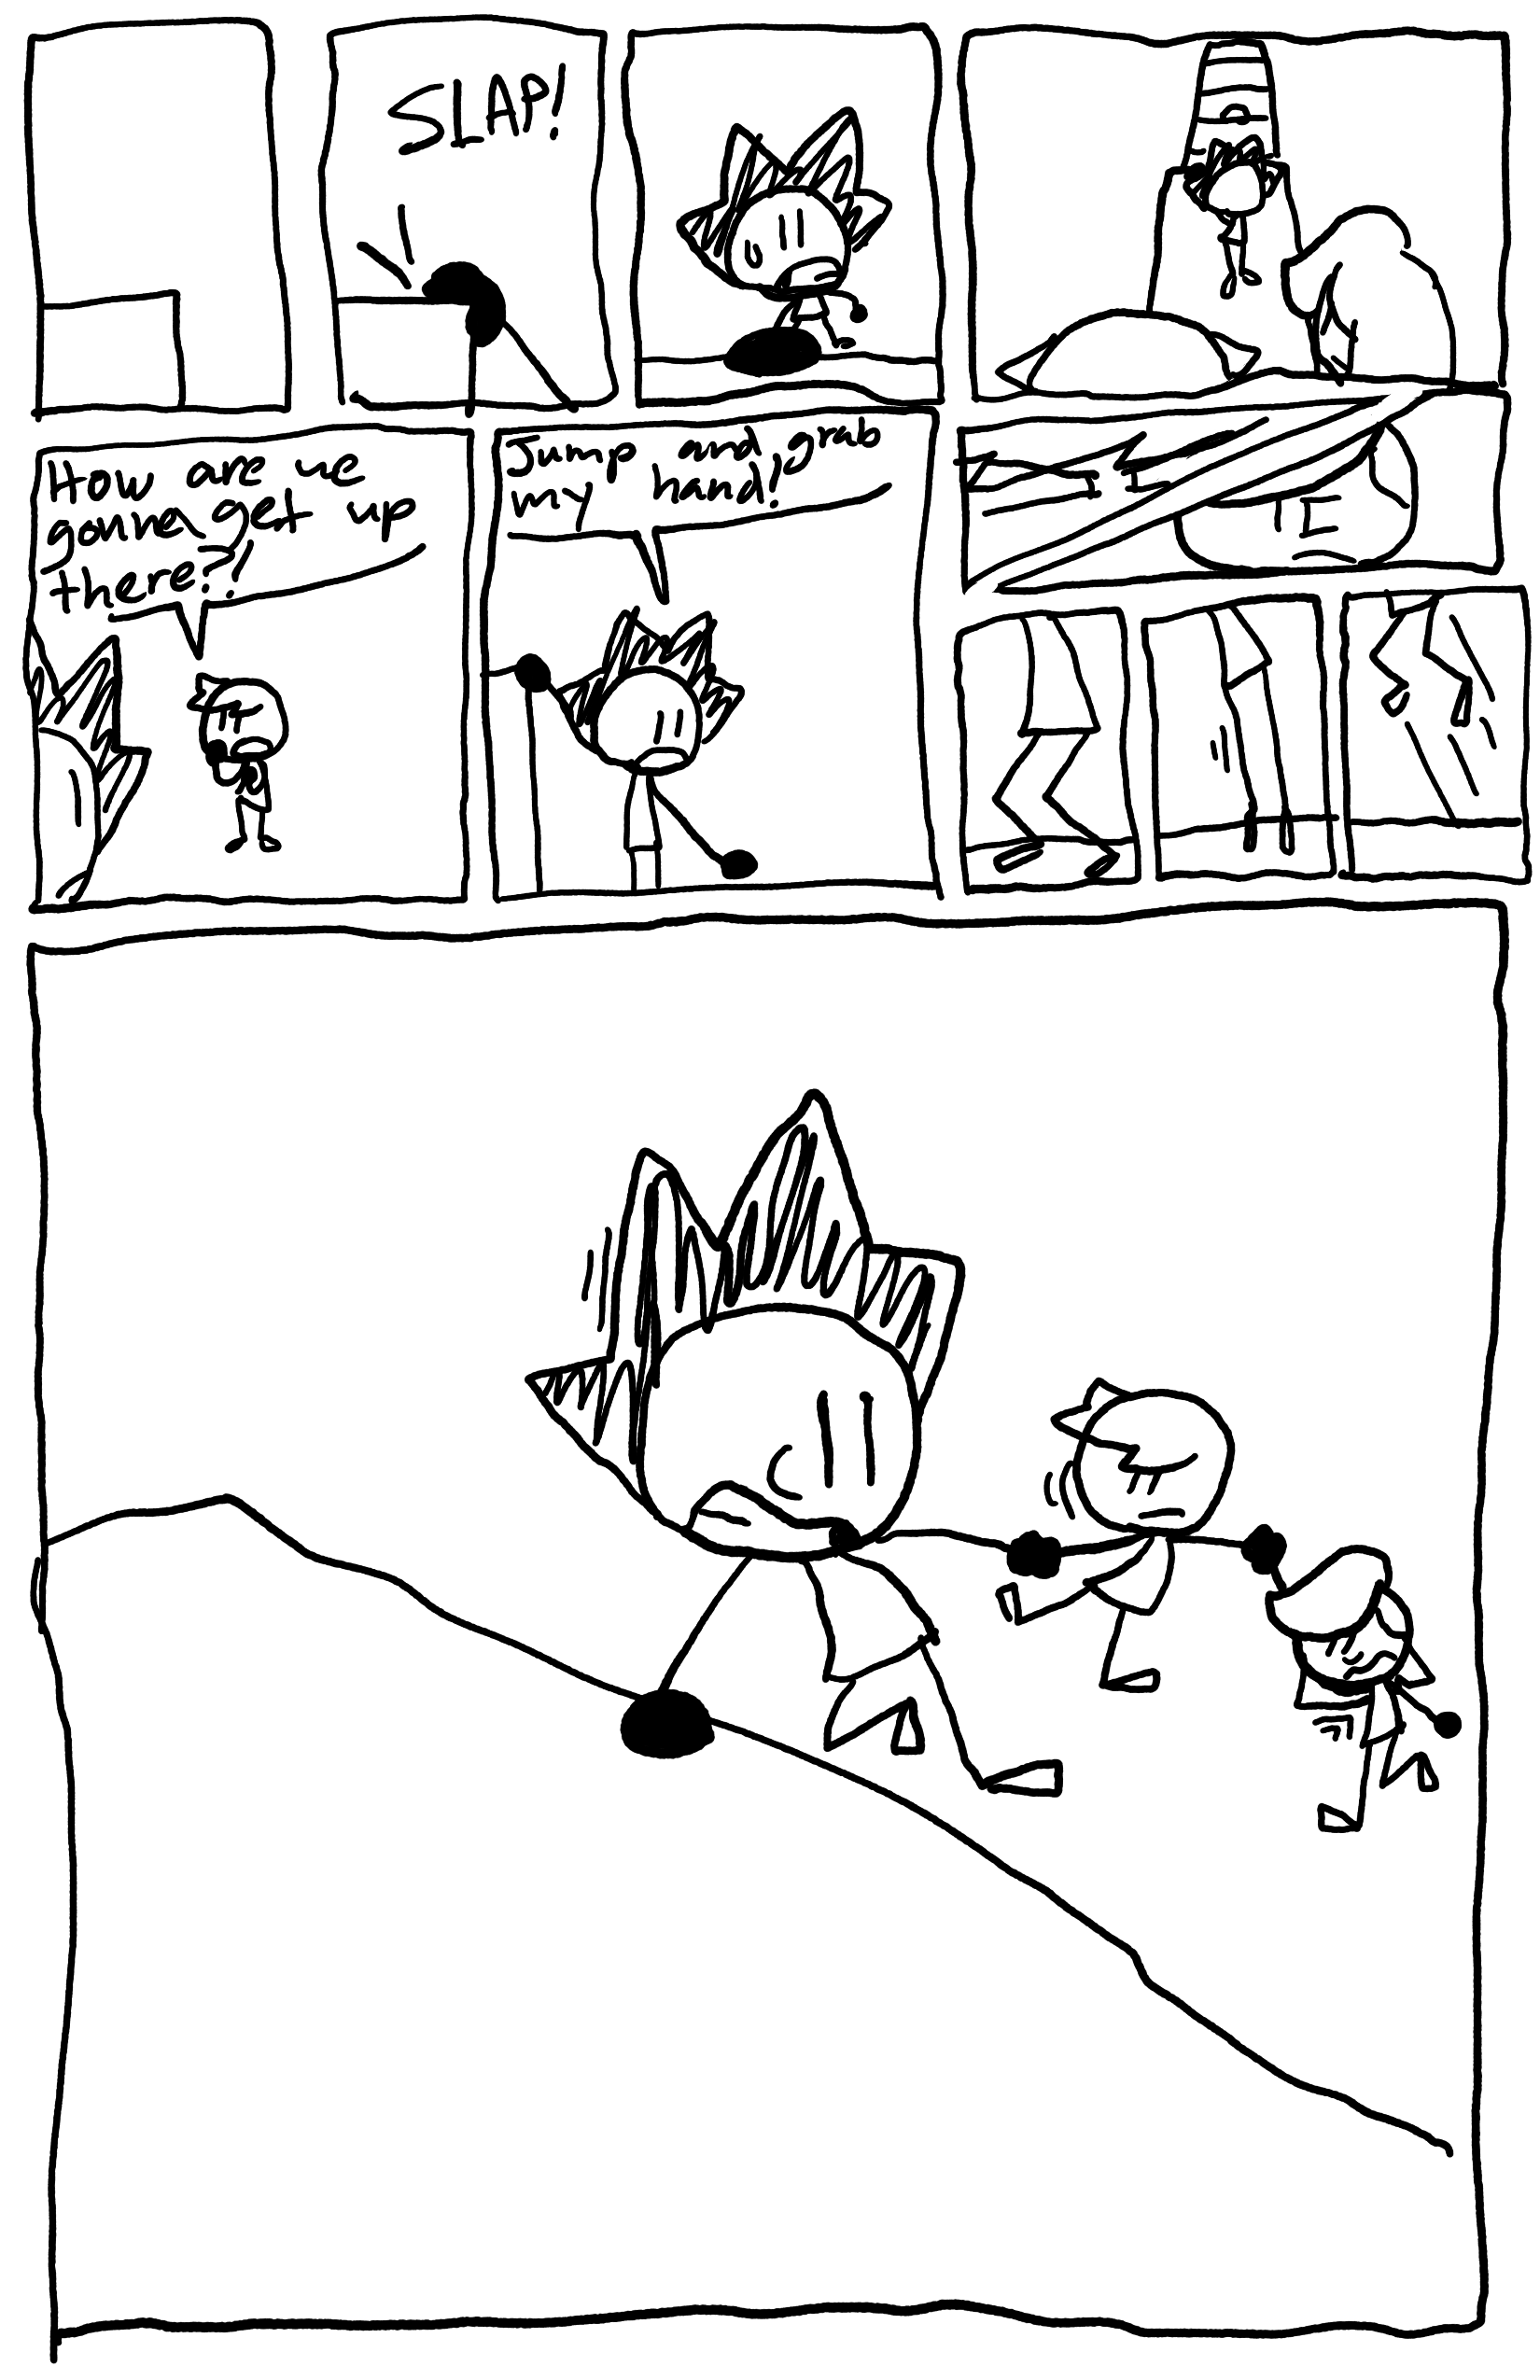 SLAP!
How are we
gonna get up
there?!
Jump and grab
my hand!